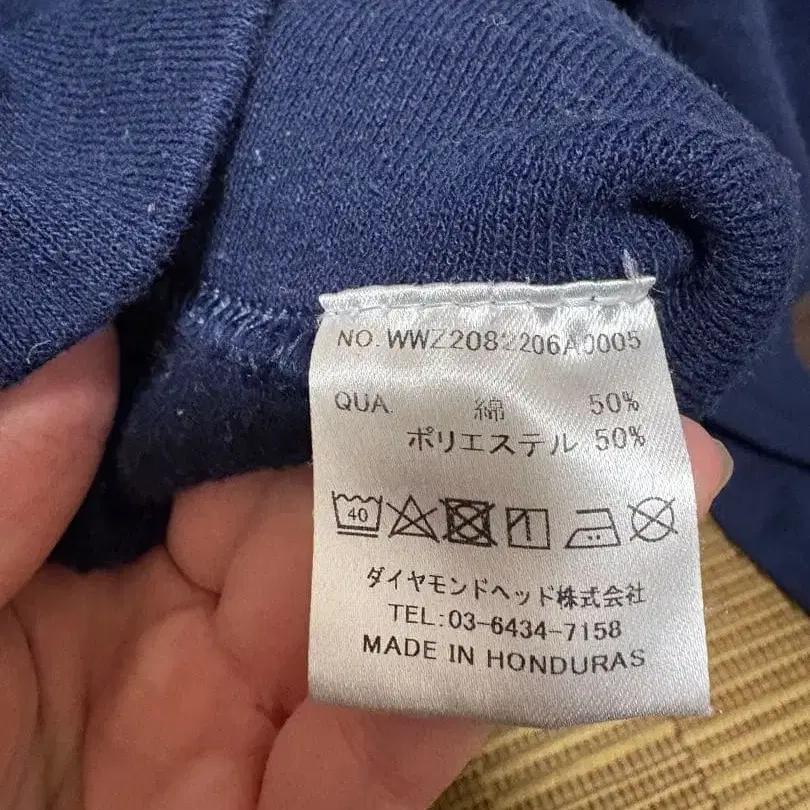 NO. WWZ2082206A0005
QUA. 綿 50%
ポリエステル 50%
40
ダイヤモンドヘッド株式会社
TEL:03-6434-7158
MADE IN HONDURAS